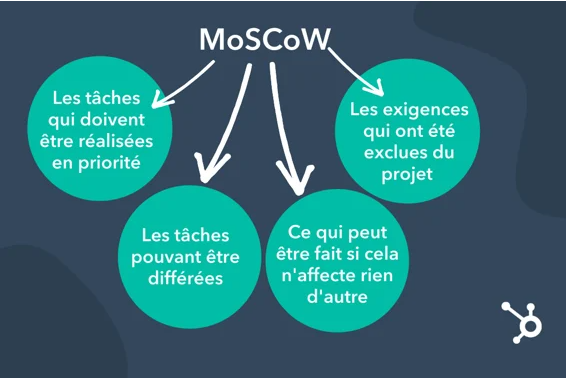 MoSCoW
Les tâches
qui doivent
être réalisées
en priorité
Les tâches
pouvant être
différées
Ce qui peut
être fait si cela
n'affecte rien
d'autre
Les exigences
qui ont été
exclues du
projet